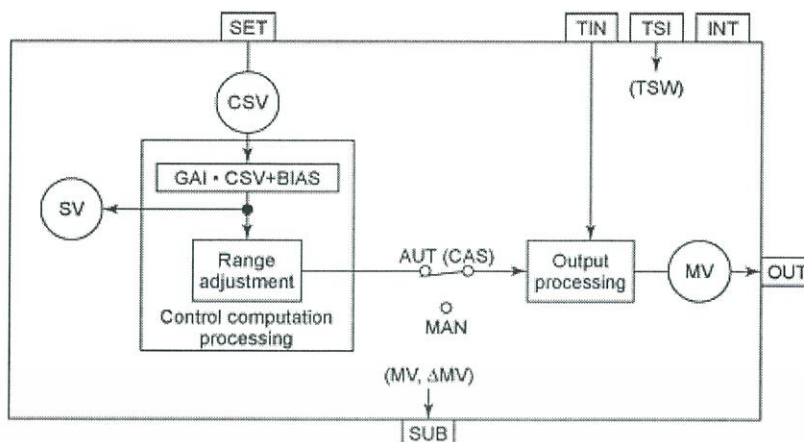 SET
TIN
TSI
INT
CSV
(TSW)
GAI • CSV+BIAS
SV
Range
adjustment
AUT (CAS)
Output
processing
MV
OUT
Control computation
processing
MAN
(MV, ΔMV)
SUB